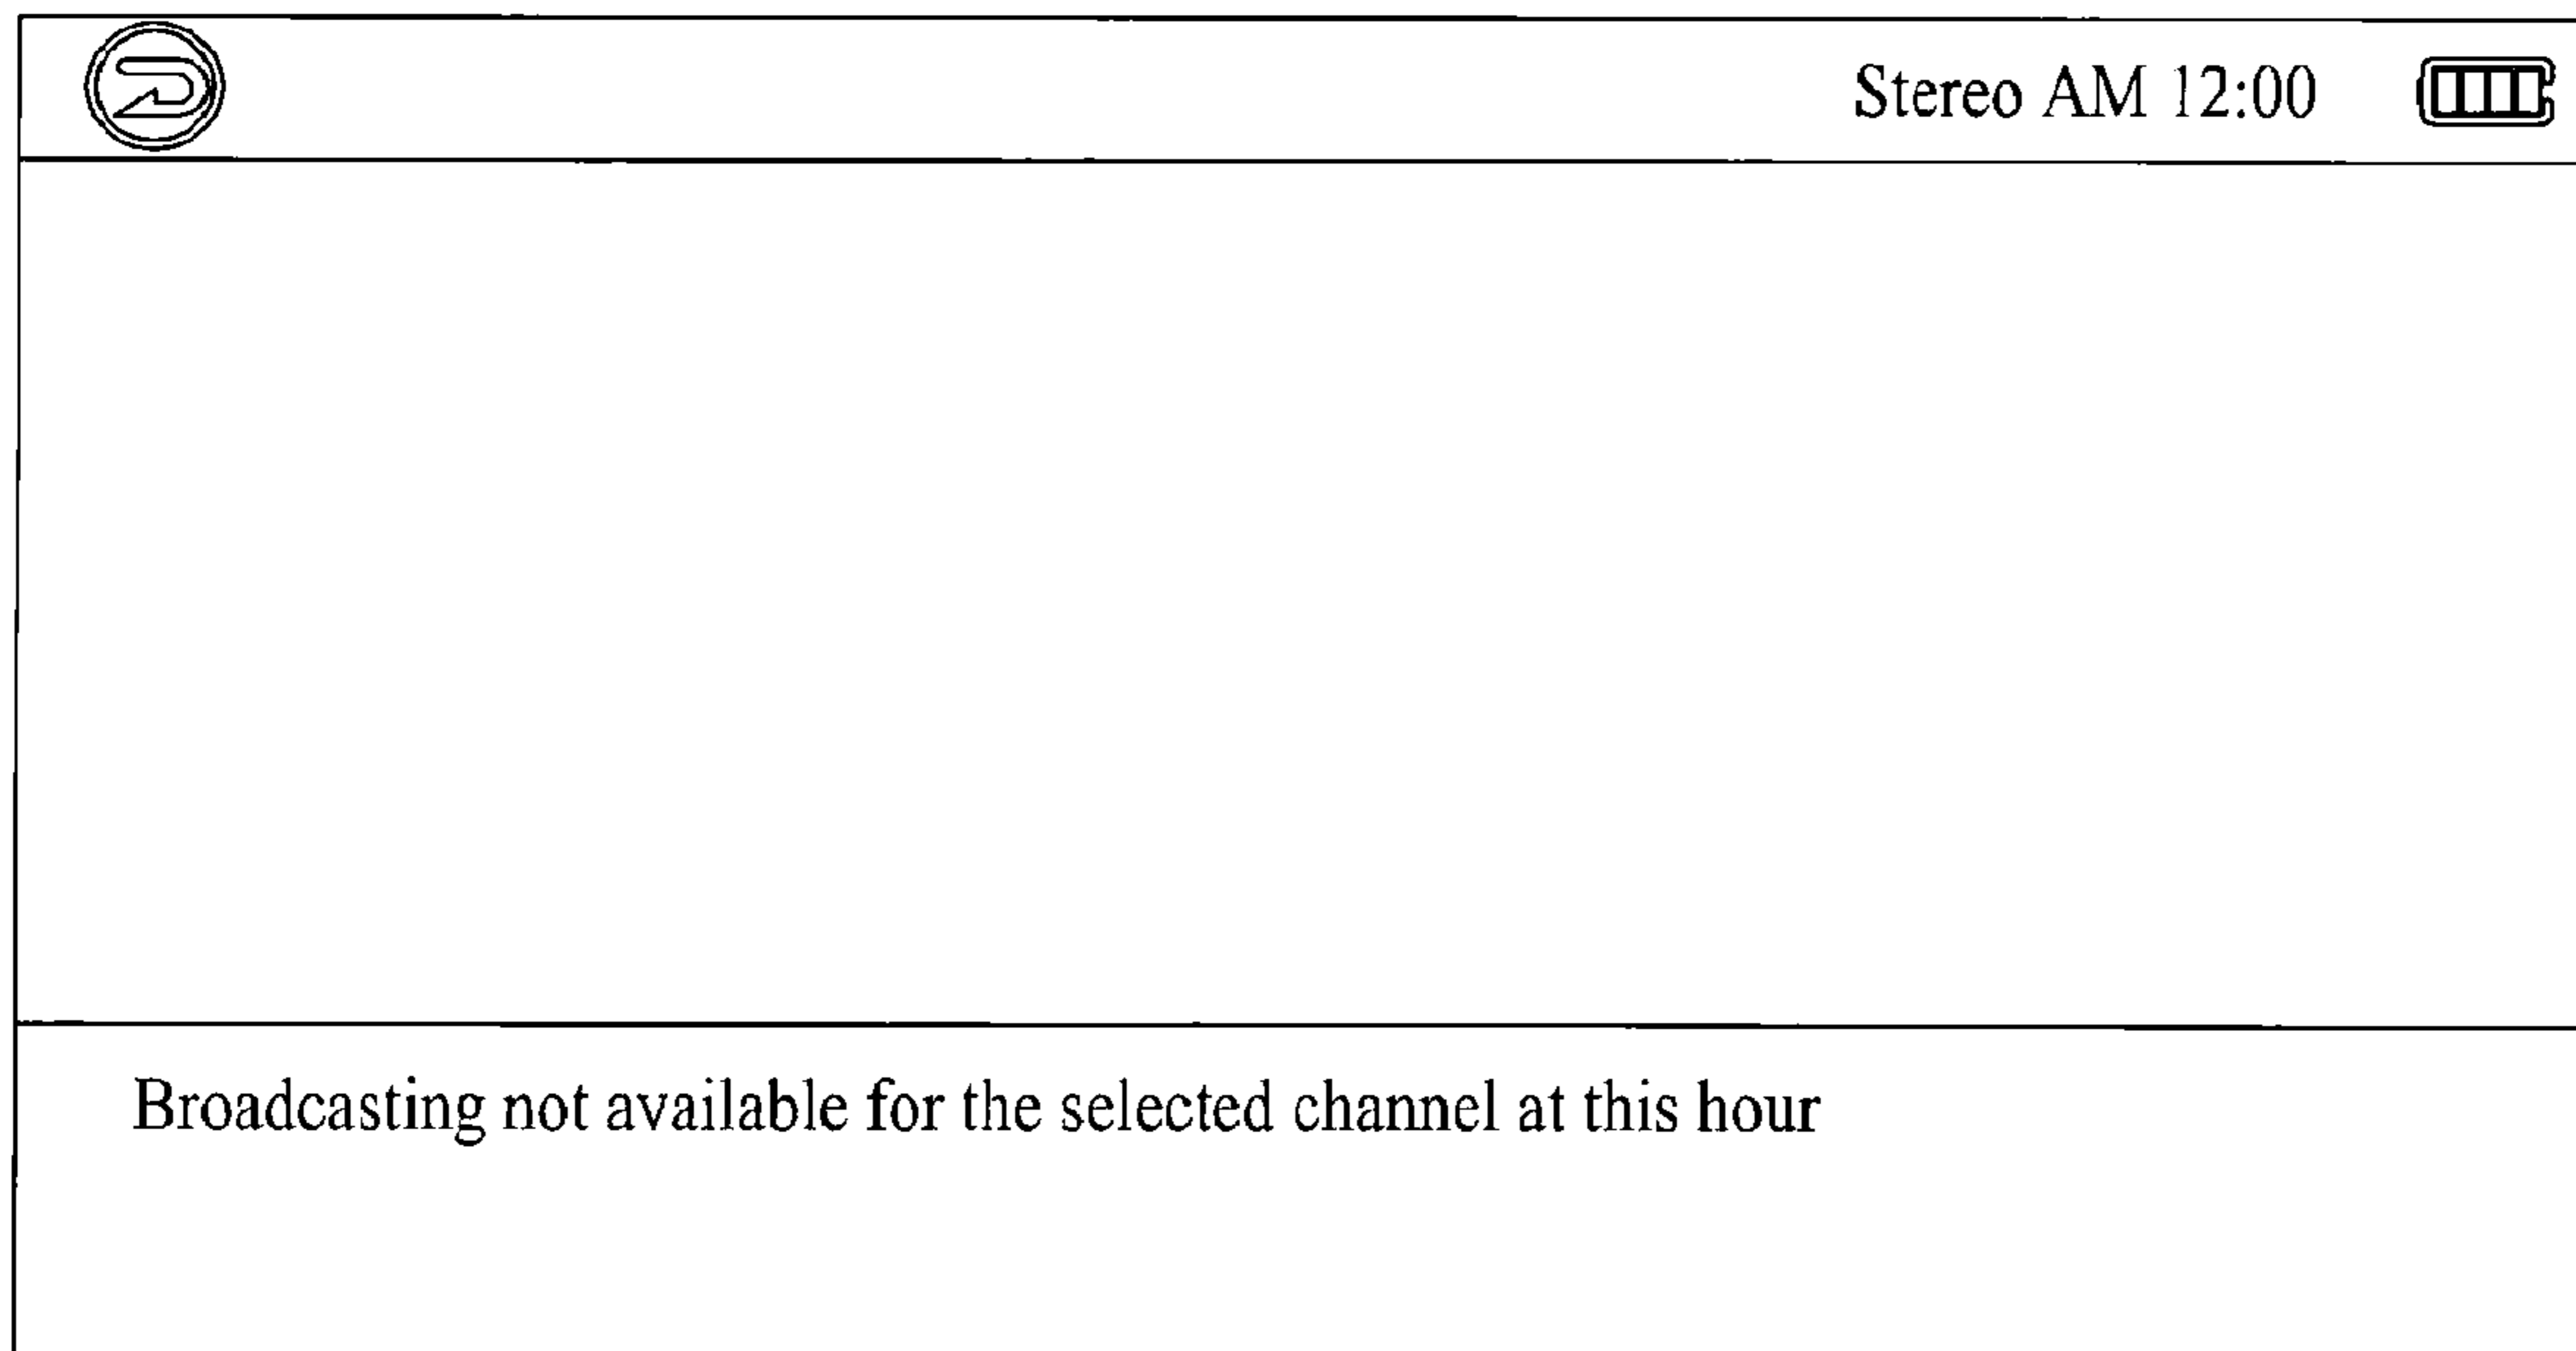 Stereo AM 12:00
Broadcasting not available for the selected channel at this hour